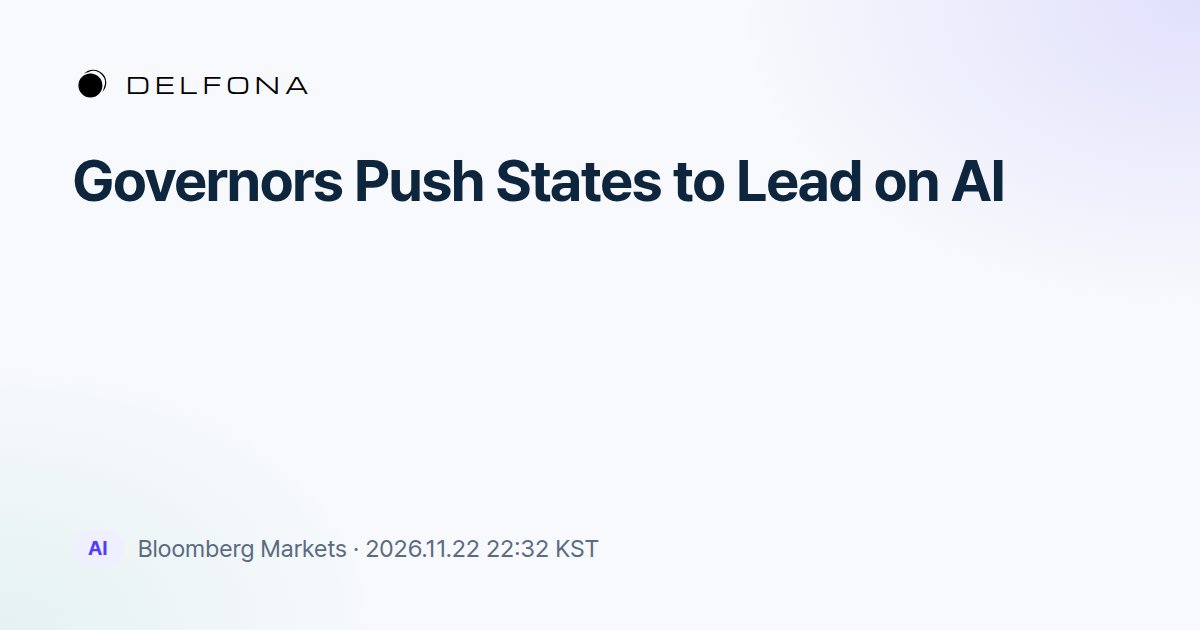 DELFONA
Governors Push States to Lead on AI
AI Bloomberg Markets · 2026.11.22 22:32 KST